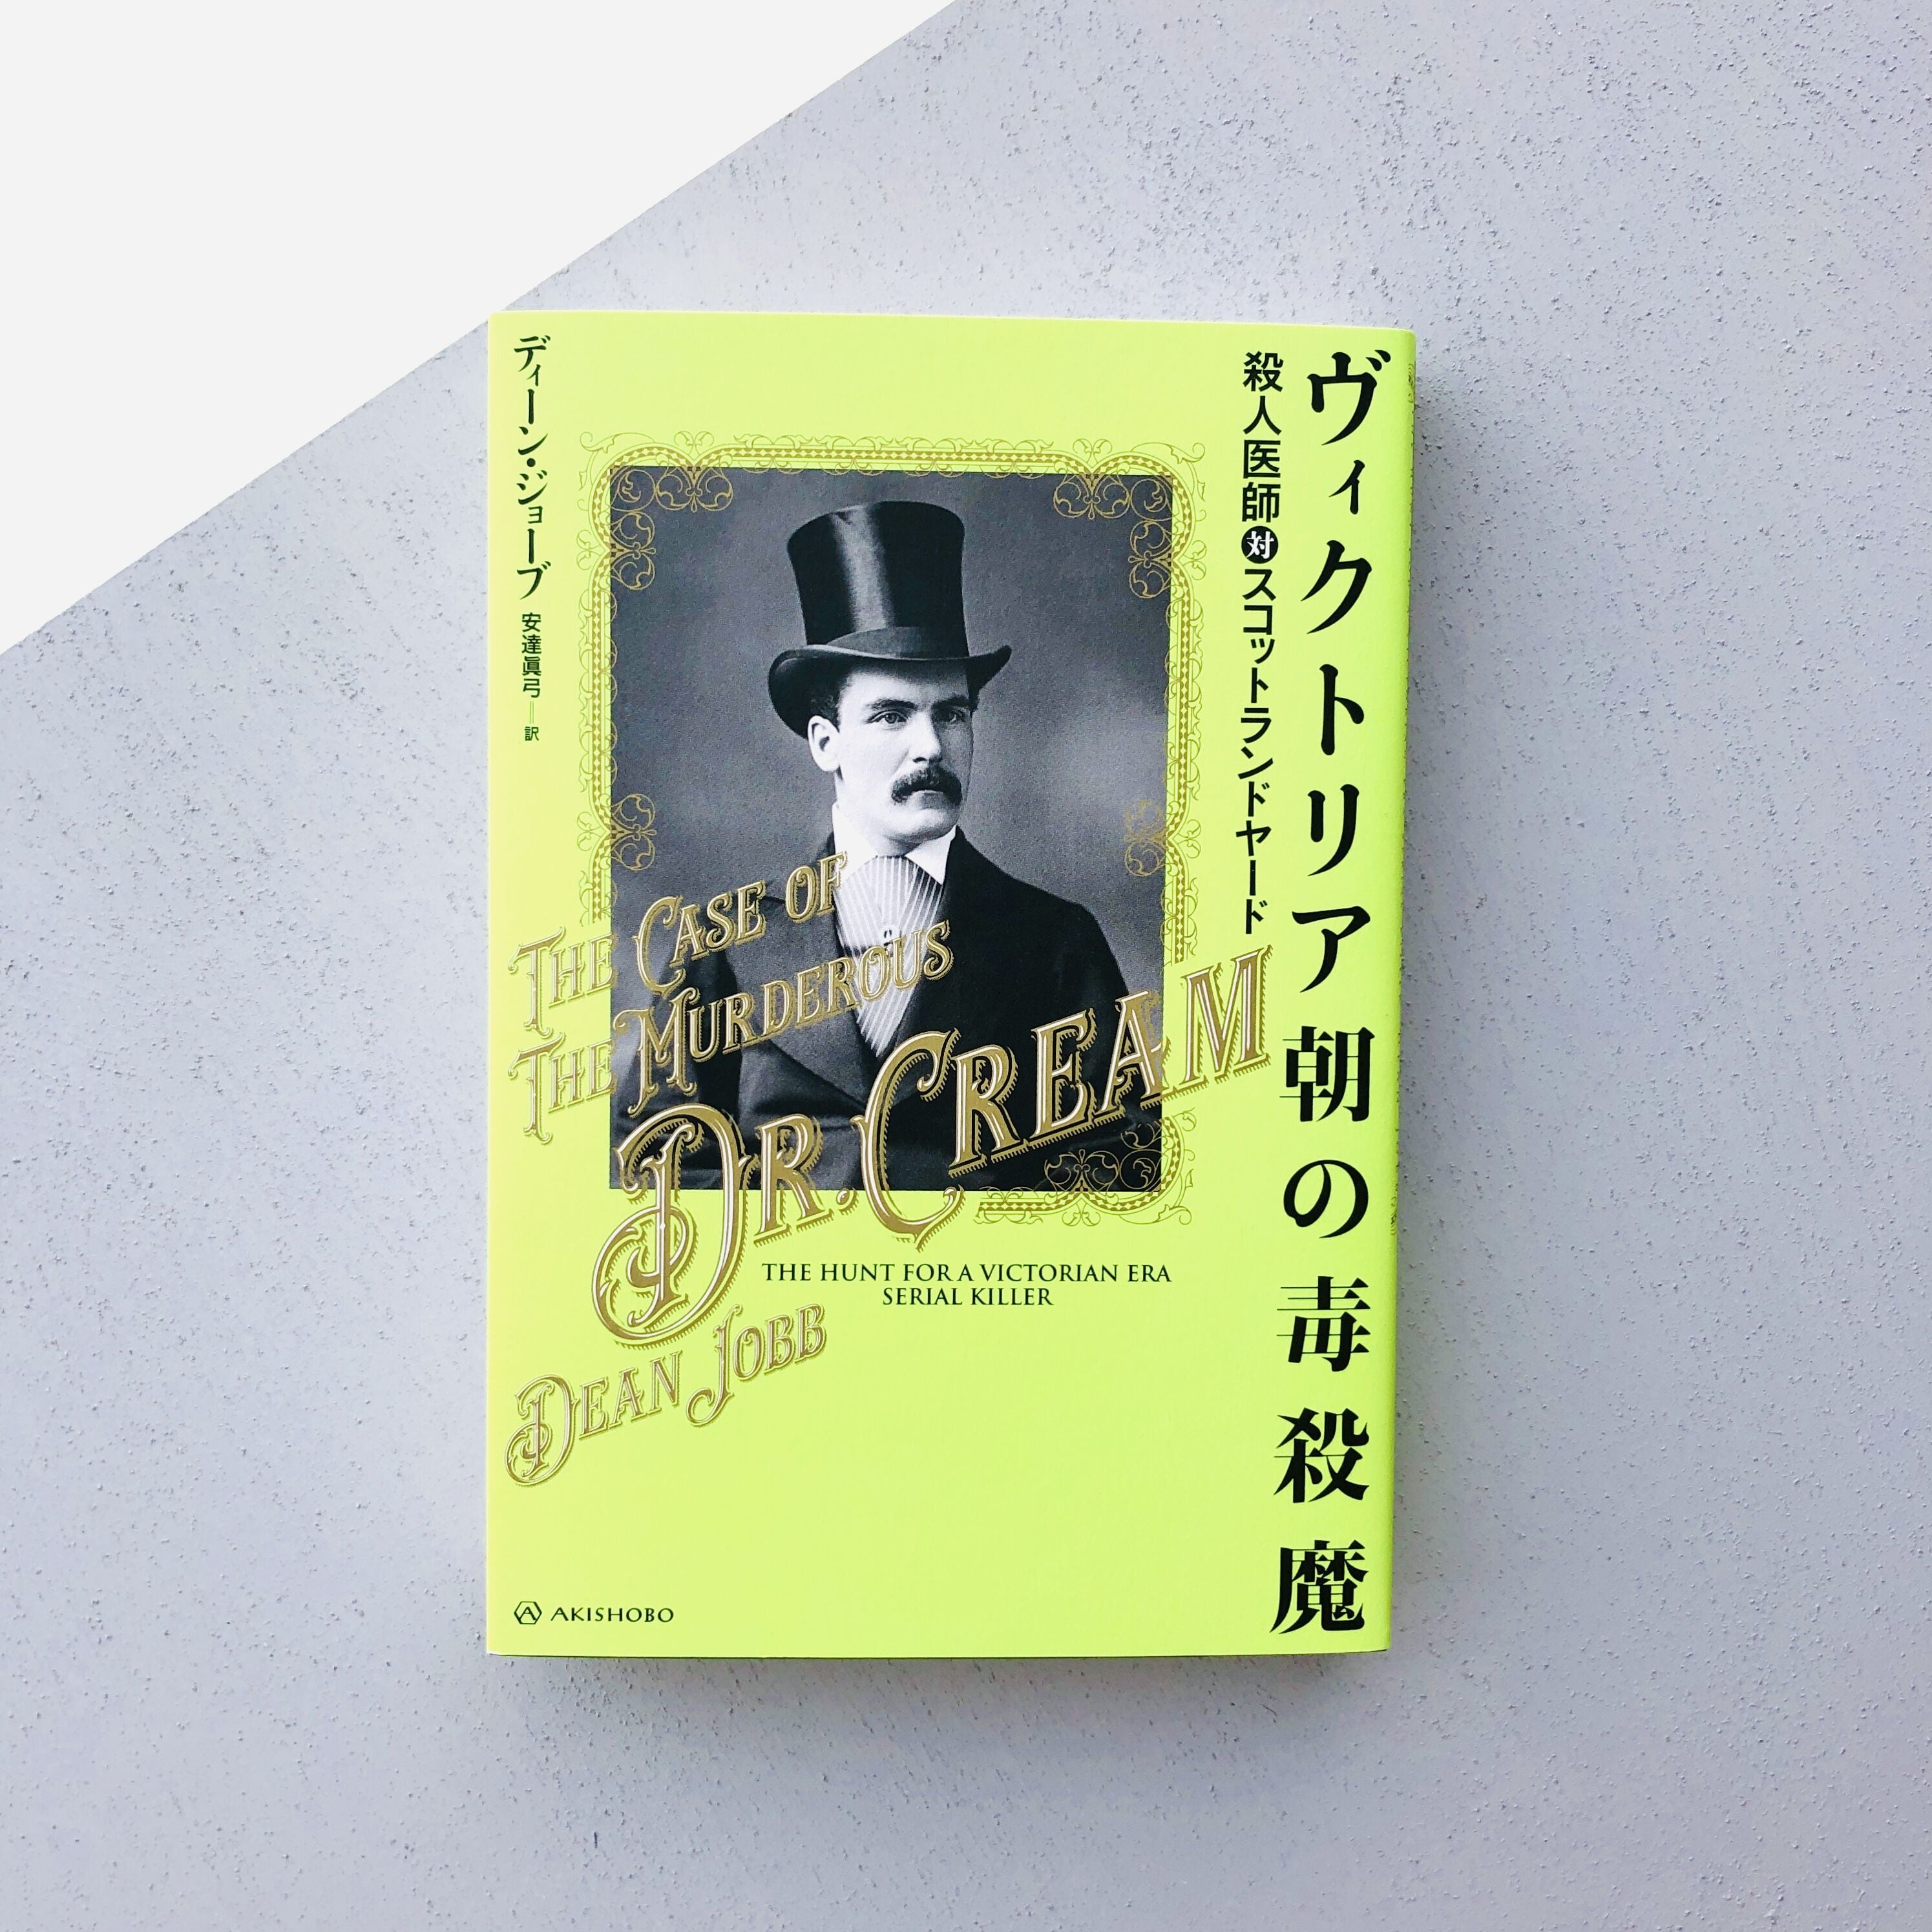 ヴィクトリア朝の毒殺魔
殺人医師対スコットランドヤード
ディーン・ジョーブ
安達眞弓=訳
THE CASE OF
THE MURDEROUS
DR. CREAM
THE HUNT FOR A VICTORIAN ERA
SERIAL KILLER
DEAN JOBB
AKISHOBO